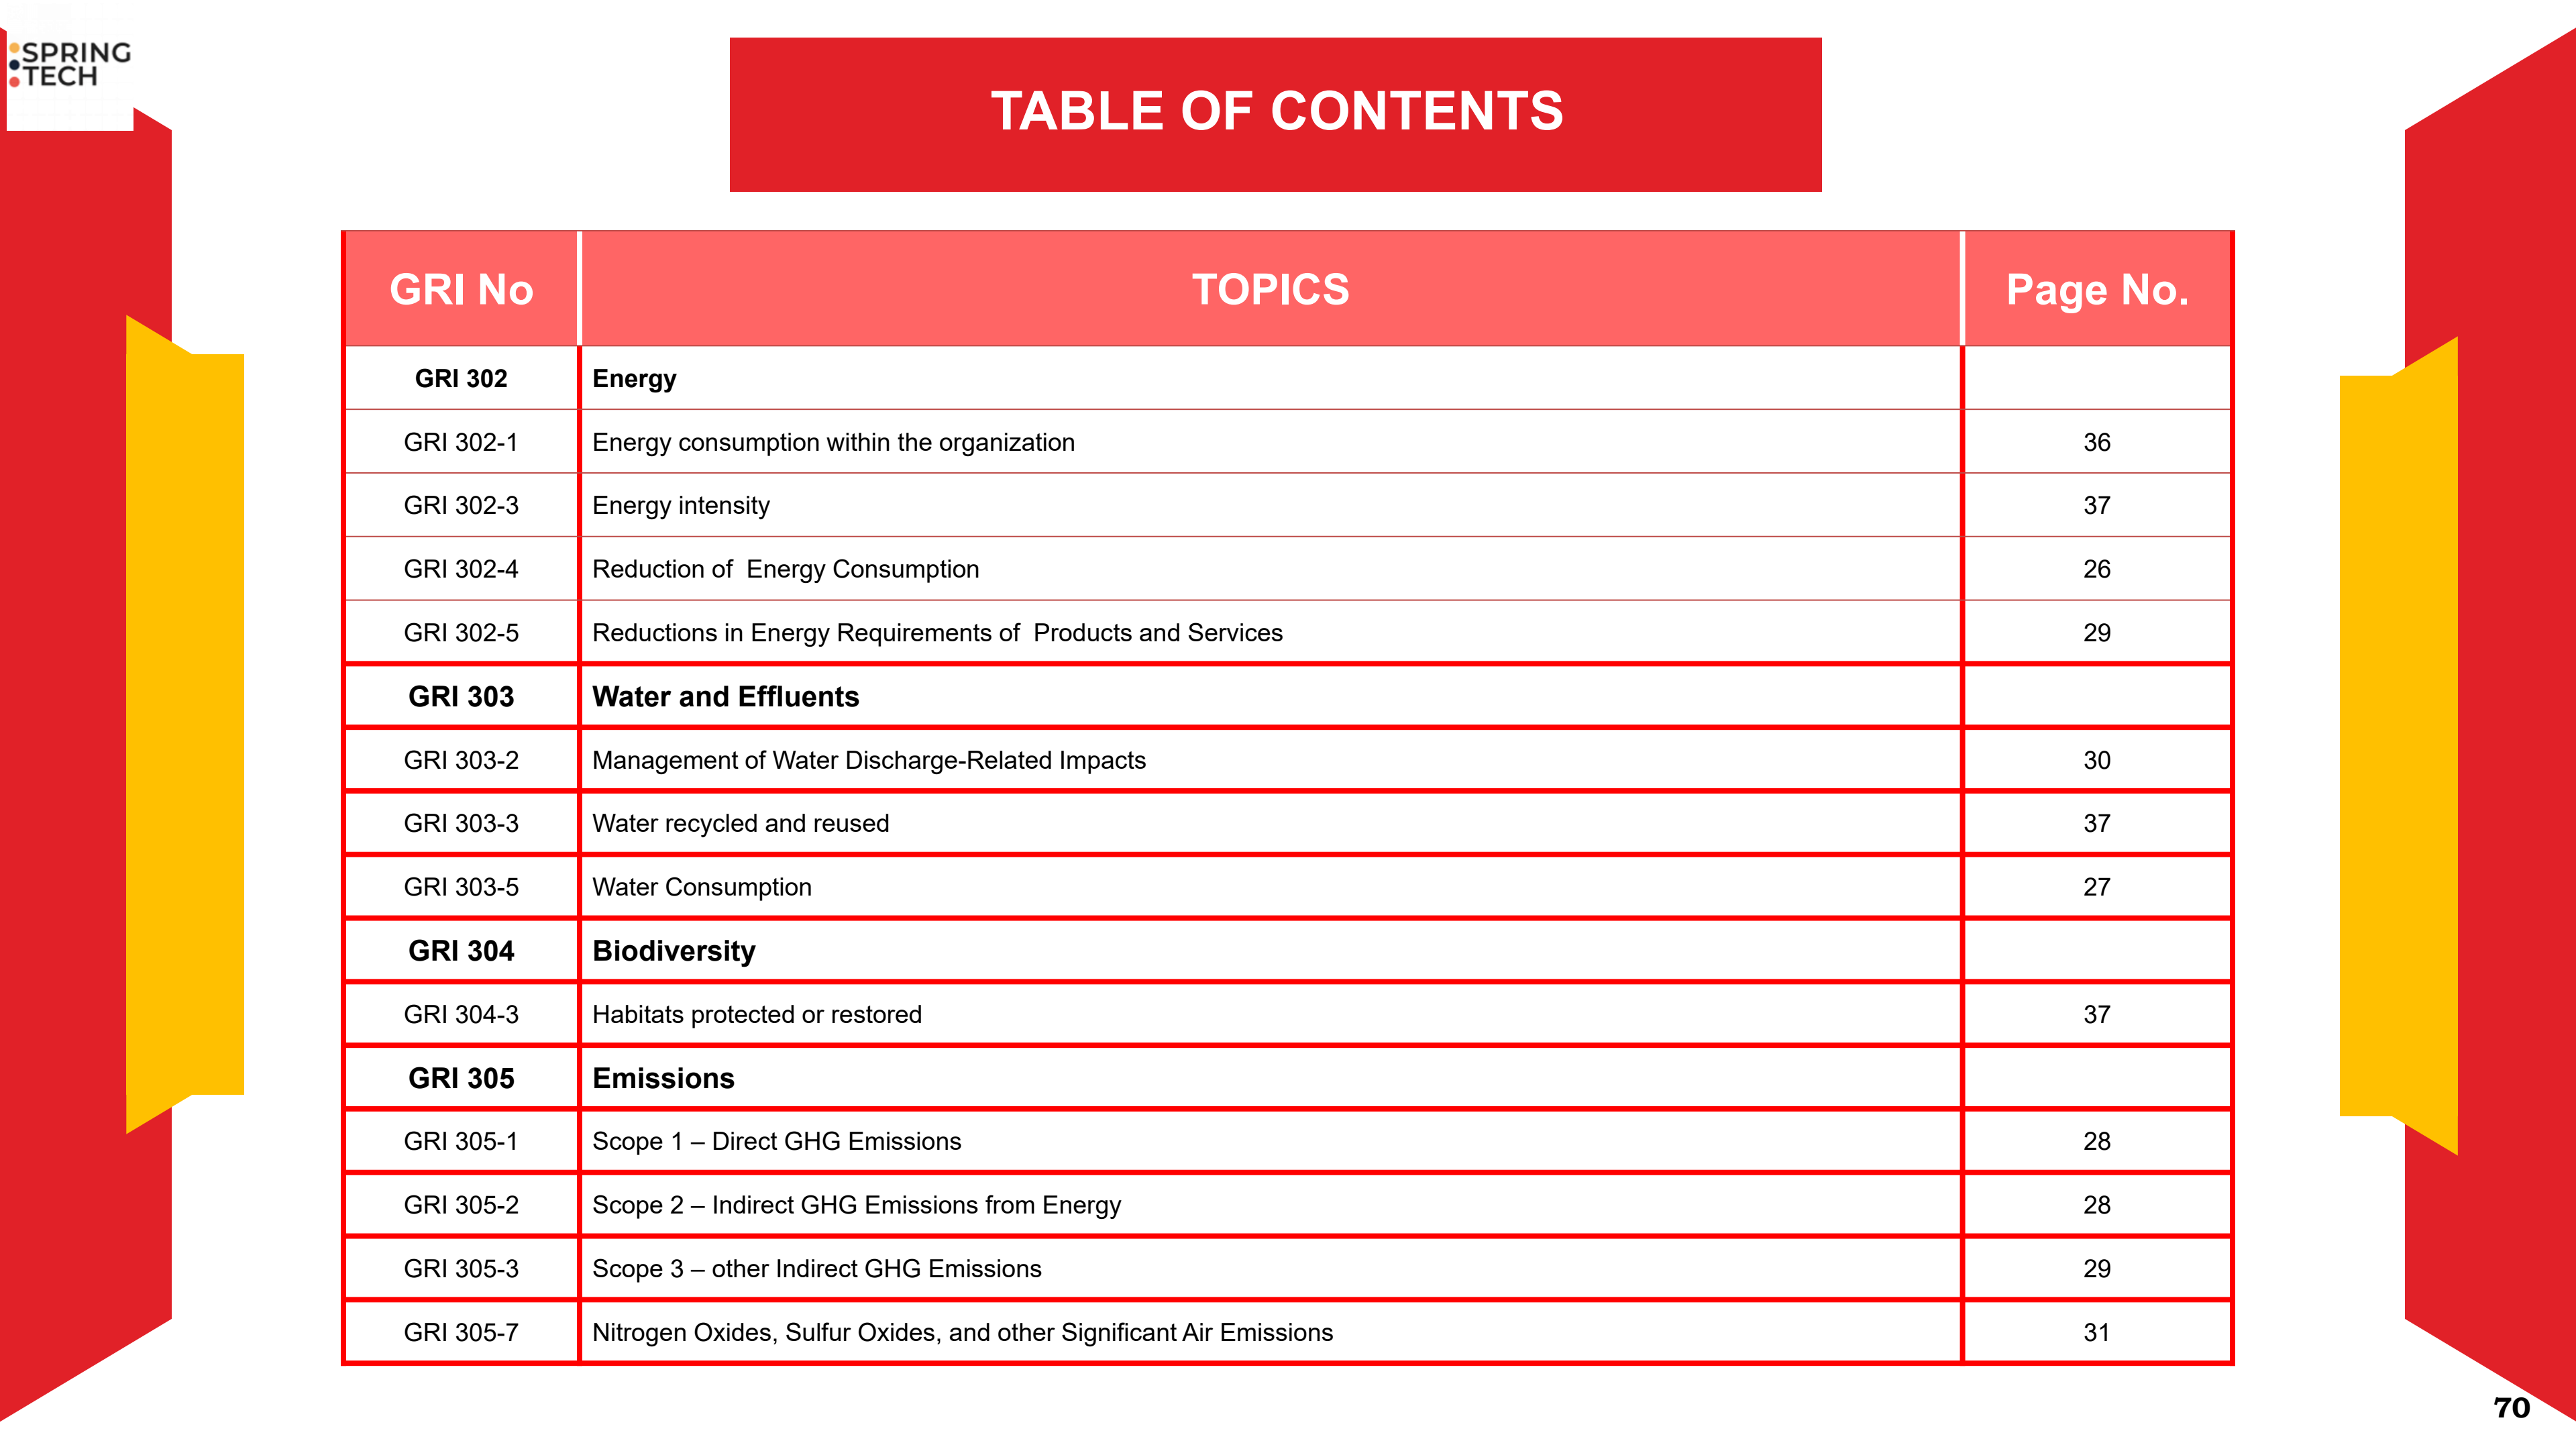 SPRING
TECH
TABLE OF CONTENTS
GRI No TOPICS Page No.
GRI 302 Energy
GRI 302-1 Energy consumption within the organization 36
GRI 302-3 Energy intensity 37
GRI 302-4 Reduction of  Energy Consumption 26
GRI 302-5 Reductions in Energy Requirements of  Products and Services 29
GRI 303 Water and Effluents
GRI 303-2 Management of Water Discharge-Related Impacts 30
GRI 303-3 Water recycled and reused 37
GRI 303-5 Water Consumption 27
GRI 304 Biodiversity
GRI 304-3 Habitats protected or restored 37
GRI 305 Emissions
GRI 305-1 Scope 1 – Direct GHG Emissions 28
GRI 305-2 Scope 2 – Indirect GHG Emissions from Energy 28
GRI 305-3 Scope 3 – other Indirect GHG Emissions 29
GRI 305-7 Nitrogen Oxides, Sulfur Oxides, and other Significant Air Emissions 31
70